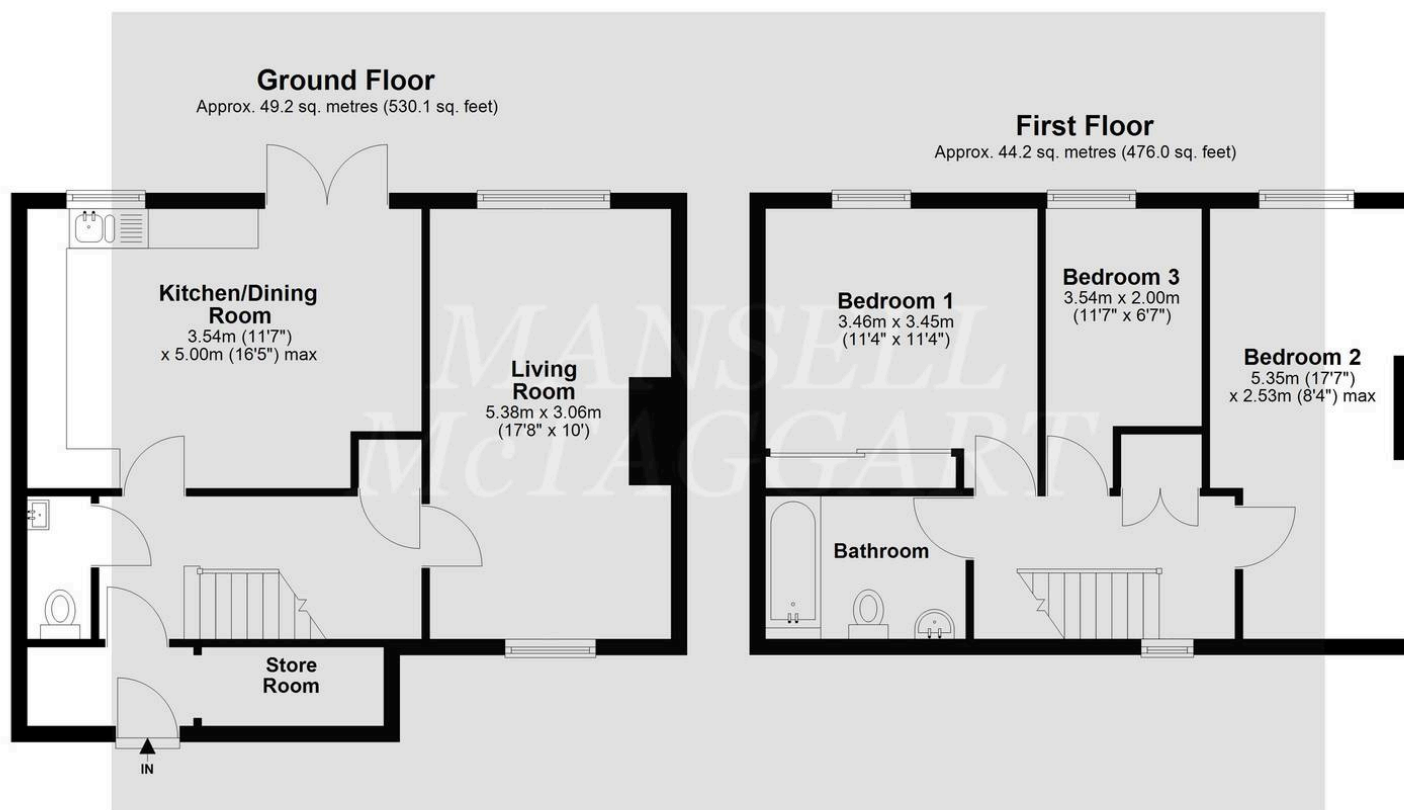 Ground Floor
Approx. 49.2 sq. metres (530.1 sq. feet)
First Floor
Approx. 44.2 sq. metres (476.0 sq. feet)
Kitchen/Dining
Room
3.54m (11'7")
x 5.00m (16'5") max
Living
Room
5.38m x 3.06m
(17'8" x 10')
Store
Room
IN
Bedroom 1
3.46m x 3.45m
(11'4" x 11'4")
Bedroom 3
3.54m x 2.00m
(11'7" x 6'7")
Bedroom 2
5.35m (17'7")
x 2.53m (8'4") max
Bathroom
MANSELL
McTAGGART